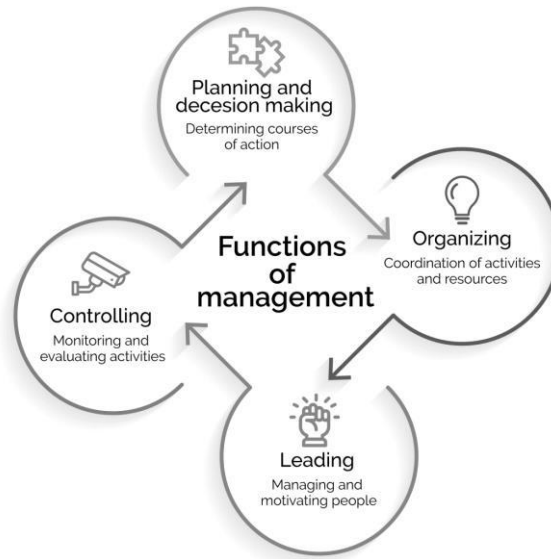 Planning and
decesion making
Determining courses
of action
Organizing
Coordination of activities
and resources
Functions
of
management
Controlling
Monitoring and
evaluating activities
Leading
Managing and
motivating people